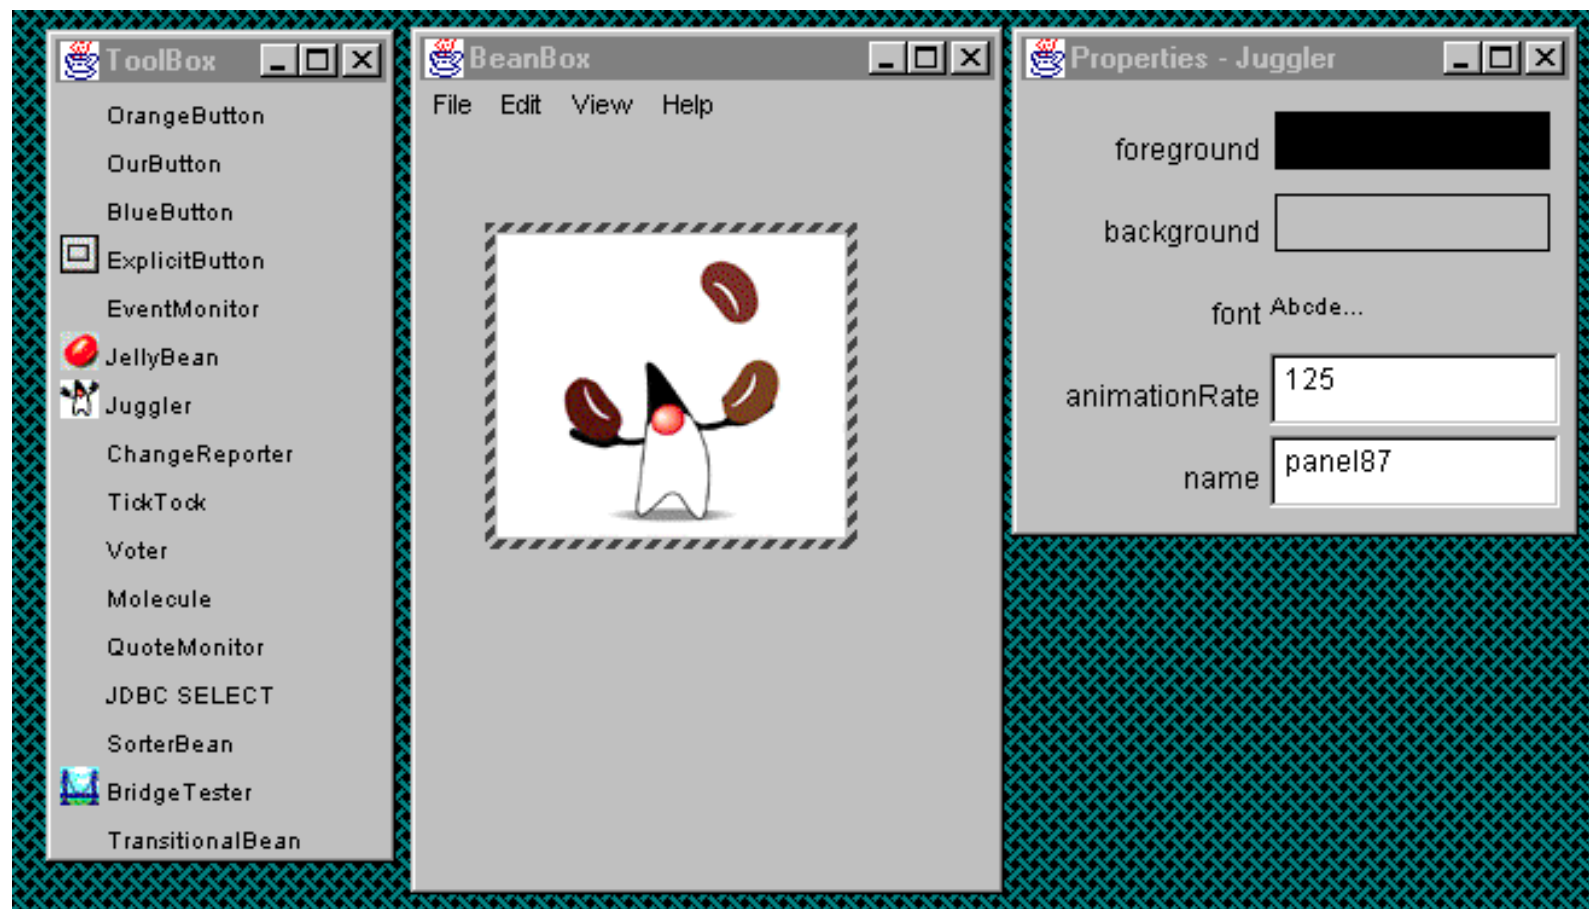 ToolBox
OrangeButton
OurButton
BlueButton
ExplicitButton
EventMonitor
JellyBean
Juggler
ChangeReporter
TickTock
Voter
Molecule
QuoteMonitor
JDBC SELECT
SorterBean
BridgeTester
TransitionalBean
BeanBox
File Edit View Help
Properties - Juggler
foreground
background
font Abcde...
animationRate 125
name panel87